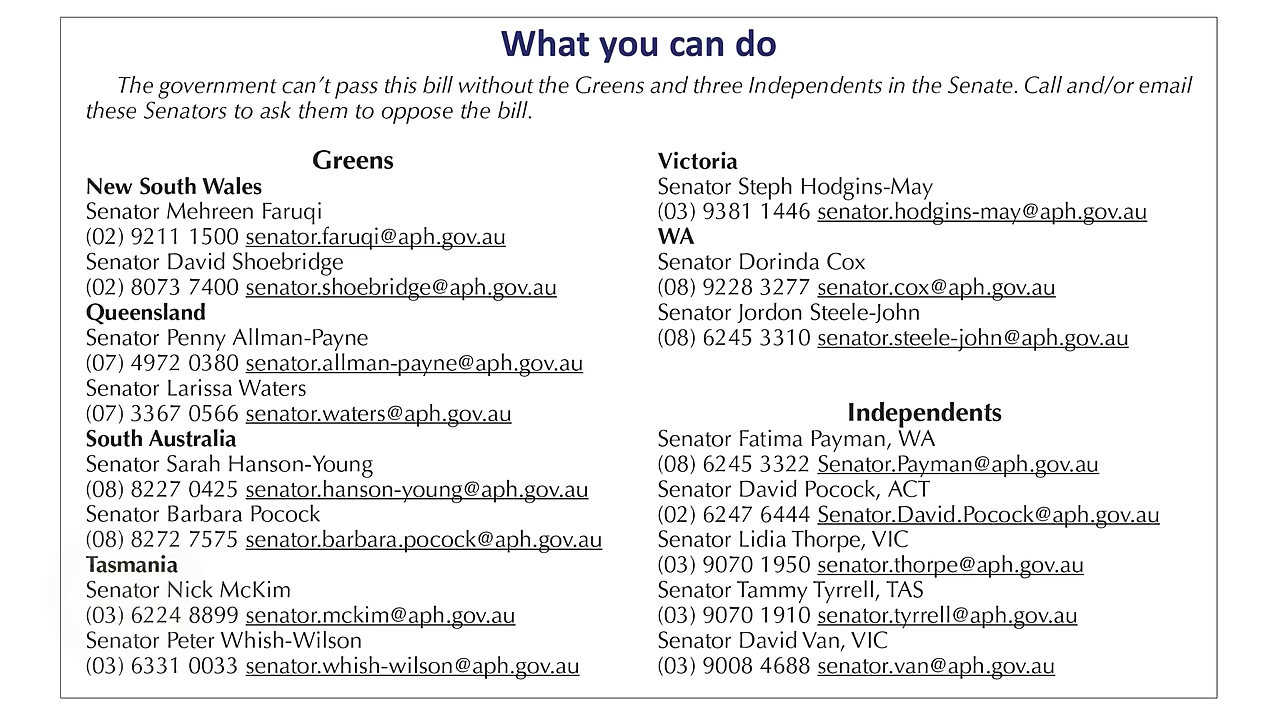 What you can do
The government can't pass this bill without the Greens and three Independents in the Senate. Call and/or email
these Senators to ask them to oppose the bill.
Greens
New South Wales
Senator Mehreen Faruqi
(02) 9211 1500 senator.faruqi@aph.gov.au
Senator David Shoebridge
(02) 8073 7400 senator.shoebridge@aph.gov.au
Queensland
Senator Penny Allman-Payne
(07) 4972 0380 senator.allman-payne@aph.gov.au
Senator Larissa Waters
(07) 3367 0566 senator.waters@aph.gov.au
South Australia
Senator Sarah Hanson-Young
(08) 8227 0425 senator.hanson-young@aph.gov.au
Senator Barbara Pocock
(08) 8272 7575 senator.barbara.pocock@aph.gov.au
Tasmania
Senator Nick McKim
(03) 6224 8899 senator.mckim@aph.gov.au
Senator Peter Whish-Wilson
(03) 6331 0033 senator.whish-wilson@aph.gov.au
Victoria
Senator Steph Hodgins-May
(03) 9381 1446 senator.hodgins-may@aph.gov.au
WA
Senator Dorinda Cox
(08) 9228 3277 senator.cox@aph.gov.au
Senator Jordon Steele-John
(08) 6245 3310 senator.steele-john@aph.gov.au
Independents
Senator Fatima Payman, WA
(08) 6245 3322 Senator.Payman@aph.gov.au
Senator David Pocock, ACT
(02) 6247 6444 Senator.David.Pocock@aph.gov.au
Senator Lidia Thorpe, VIC
(03) 9070 1950 senator.thorpe@aph.gov.au
Senator Tammy Tyrrell, TAS
(03) 9070 1910 senator.tyrrell@aph.gov.au
Senator David Van, VIC
(03) 9008 4688 senator.van@aph.gov.au